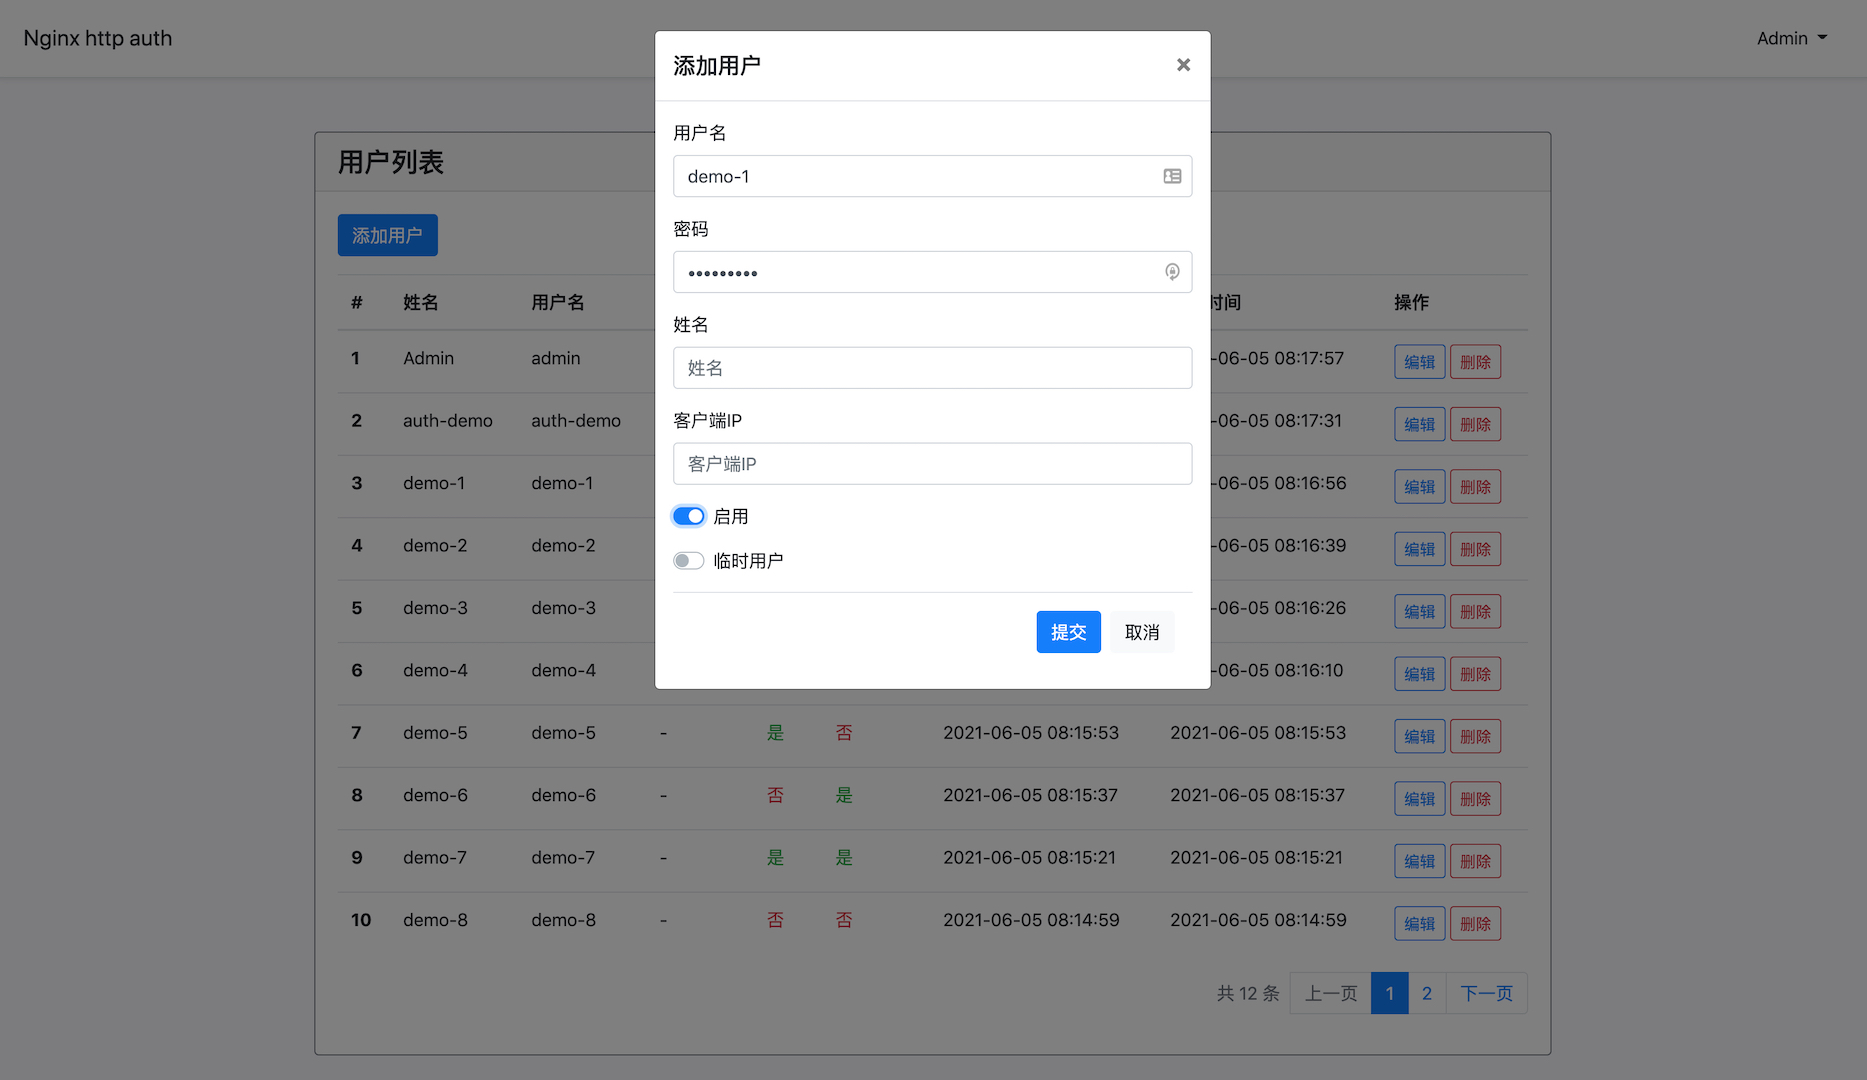 Nginx http auth
Admin
添加用户
×
用户名
demo-1
密码
•••••••••
姓名
姓名
客户端IP
客户端IP
启用
临时用户
提交 取消
用户列表
添加用户
# 姓名 用户名 时间 操作
1 Admin admin -06-05 08:17:57 编辑 删除
2 auth-demo auth-demo -06-05 08:17:31 编辑 删除
3 demo-1 demo-1 -06-05 08:16:56 编辑 删除
4 demo-2 demo-2 -06-05 08:16:39 编辑 删除
5 demo-3 demo-3 -06-05 08:16:26 编辑 删除
6 demo-4 demo-4 -06-05 08:16:10 编辑 删除
7 demo-5 demo-5 - 是 否 2021-06-05 08:15:53 2021-06-05 08:15:53 编辑 删除
8 demo-6 demo-6 - 否 是 2021-06-05 08:15:37 2021-06-05 08:15:37 编辑 删除
9 demo-7 demo-7 - 是 是 2021-06-05 08:15:21 2021-06-05 08:15:21 编辑 删除
10 demo-8 demo-8 - 否 否 2021-06-05 08:14:59 2021-06-05 08:14:59 编辑 删除
共 12 条 上一页 1 2 下一页